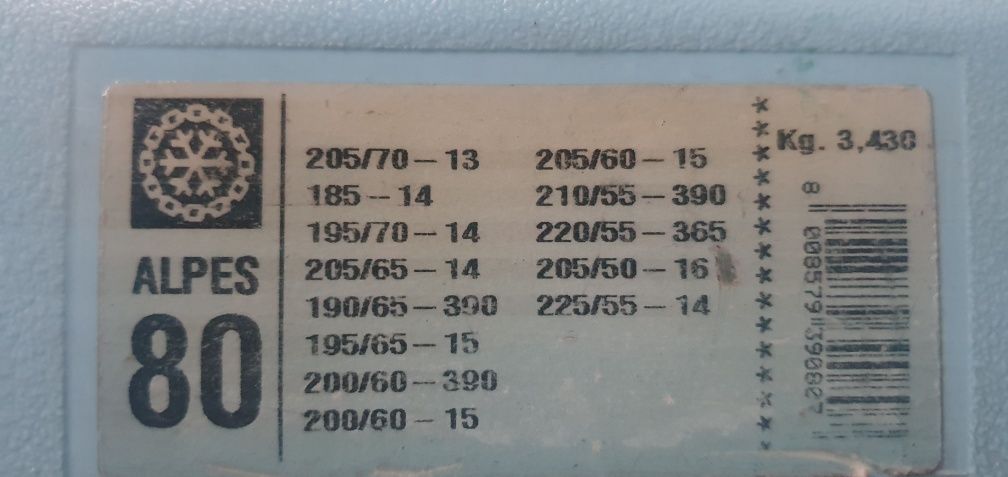 ALPES
80
205/70 – 13
185 – 14
195/70 – 14
205/65 – 14
190/65 – 390
195/65 – 15
200/60 – 390
200/60 – 15
205/60 – 15
210/55 – 390
220/55 – 365
205/50 – 16
225/55 – 14
Kg. 3,430
8 008579 390807